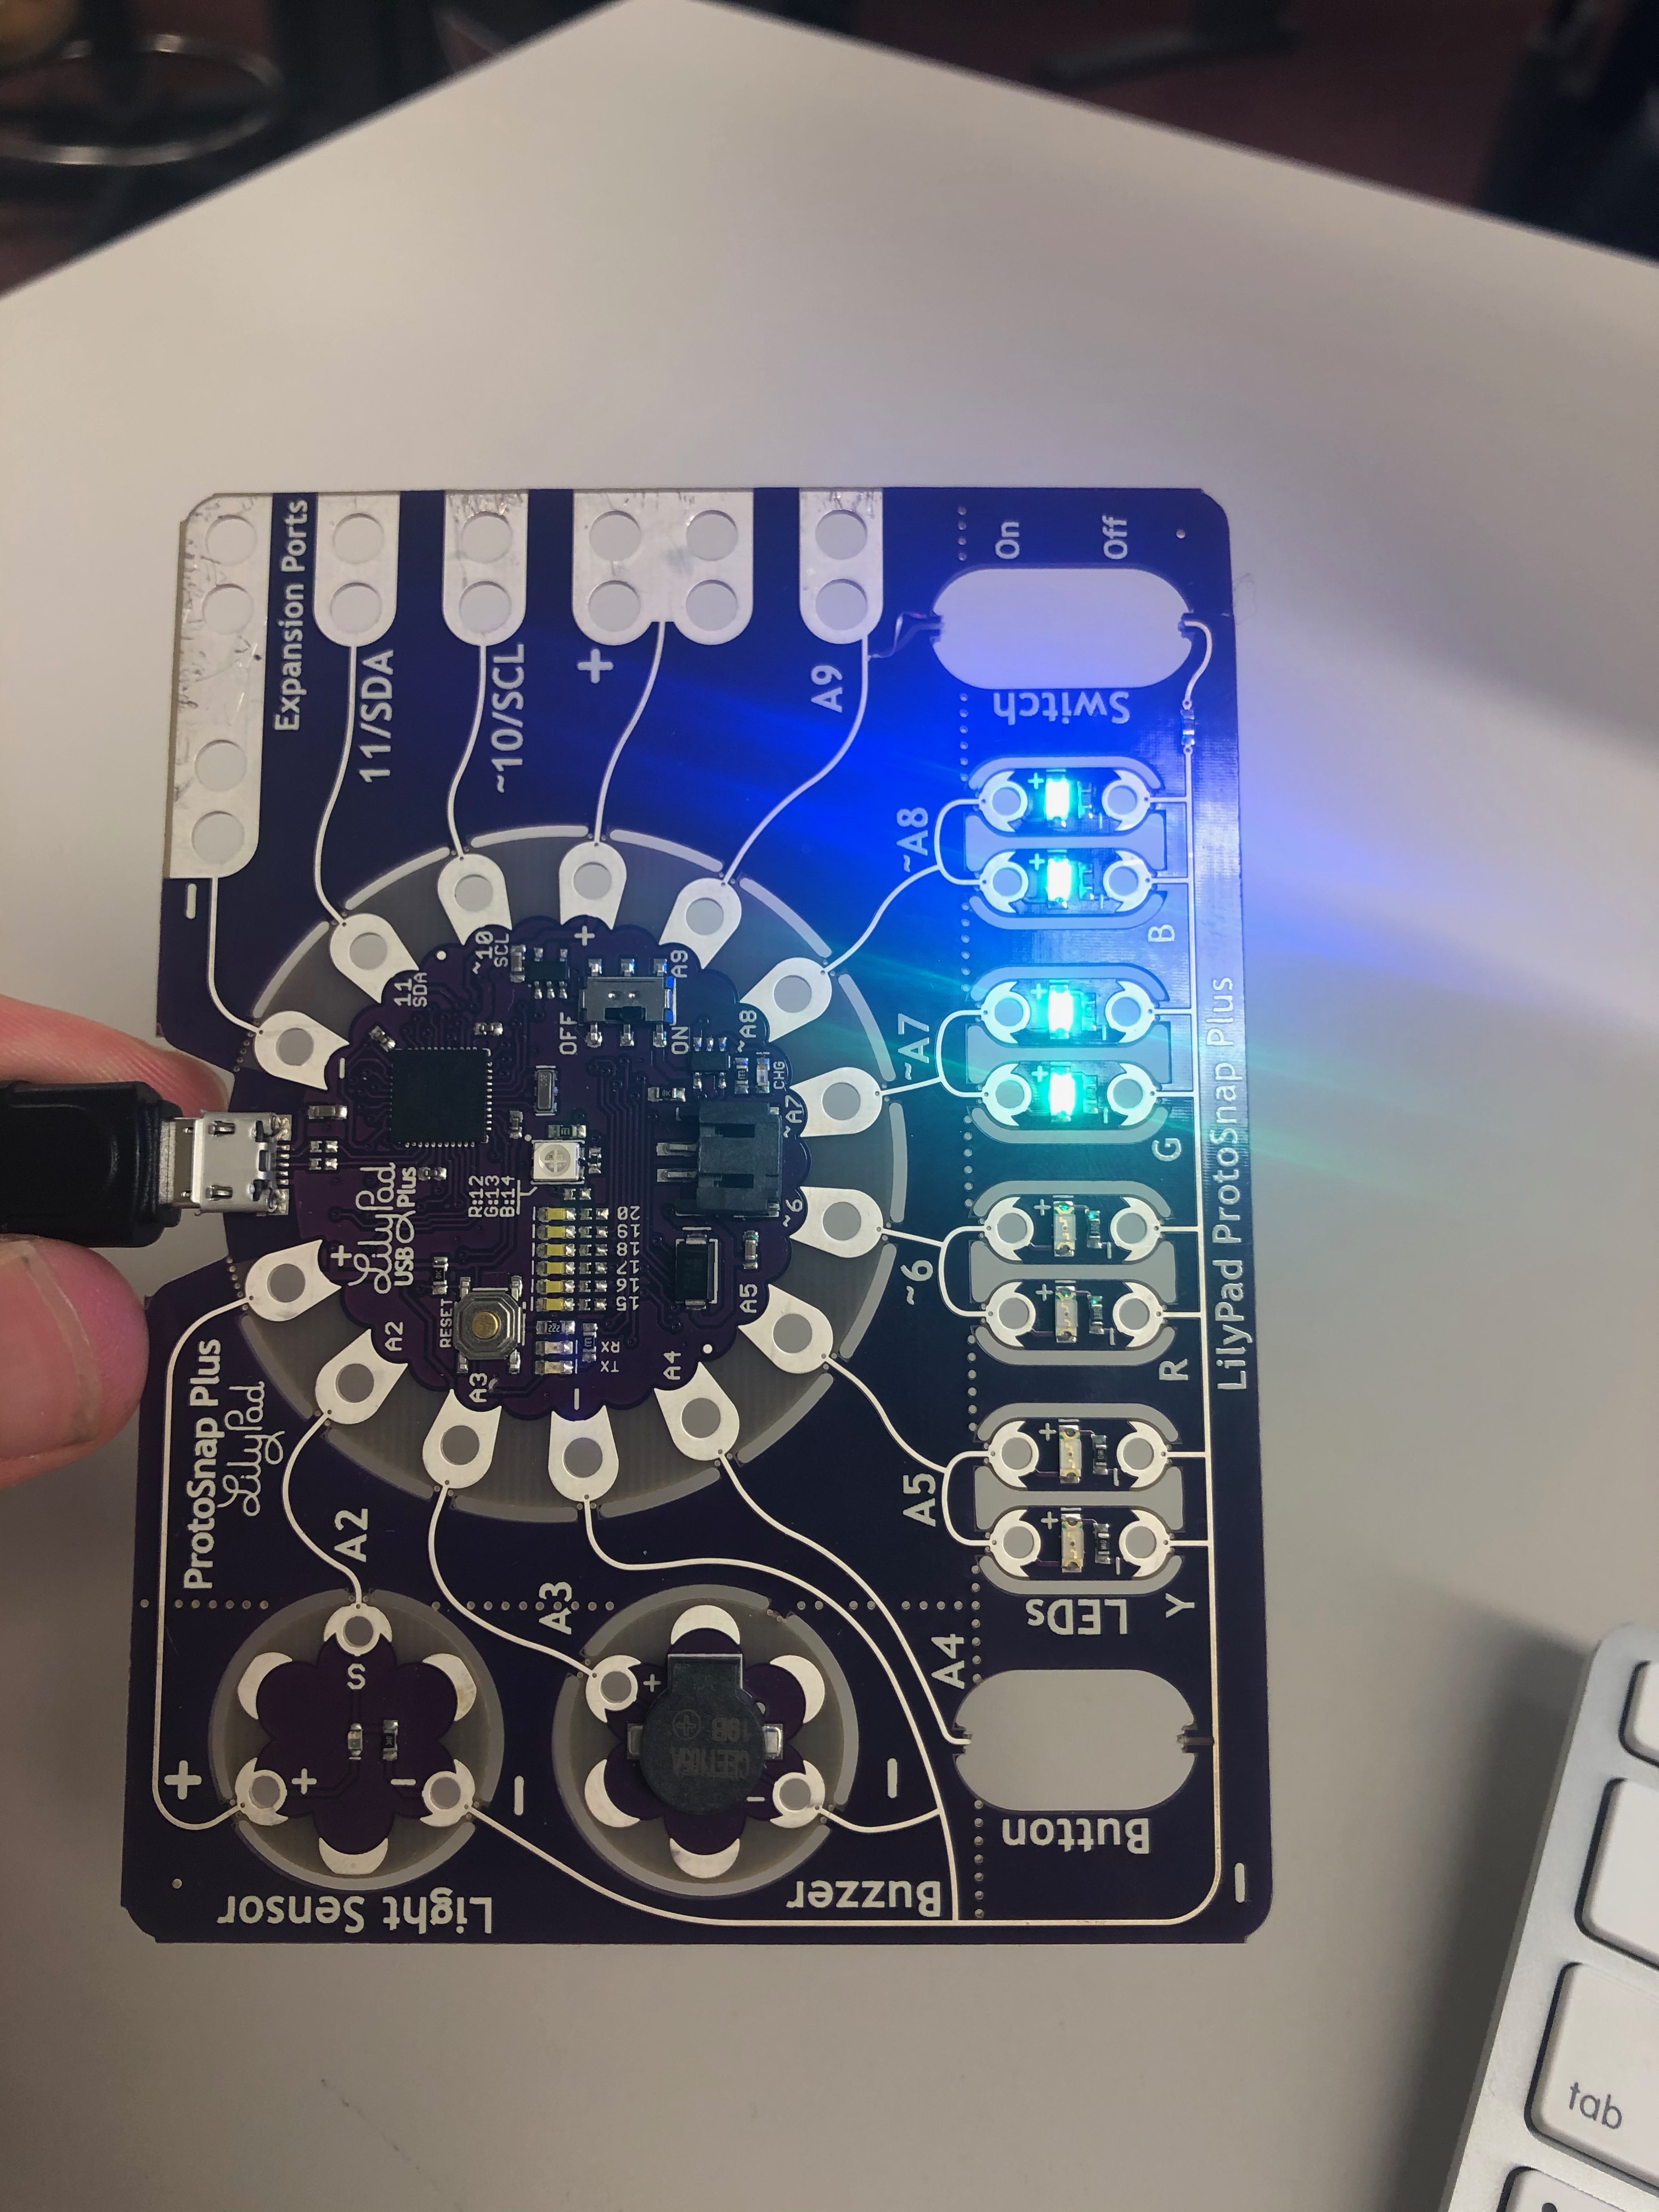 Expansion Ports
11/SDA
~10/SCL
+
A9
On
Off
Switch
−
~A8
B
~A7
G
~6
R
A5
Y
LEDs
LilyPad ProtoSnap Plus
11
SDA
~10
SCL
+
A9
~A8
CHG
~A7
~6
A5
A4
−
A3
A2
+
−
OFF
ON
LilyPad
USB Plus
R:12
G:13
B:14
20
19
18
17
16
15
RX
TX
RESET
222
ProtoSnap Plus
LilyPad
A2
A3
A4
S
+
+
−
−
+
−
−
Light Sensor
Buzzer
Button
−
tab